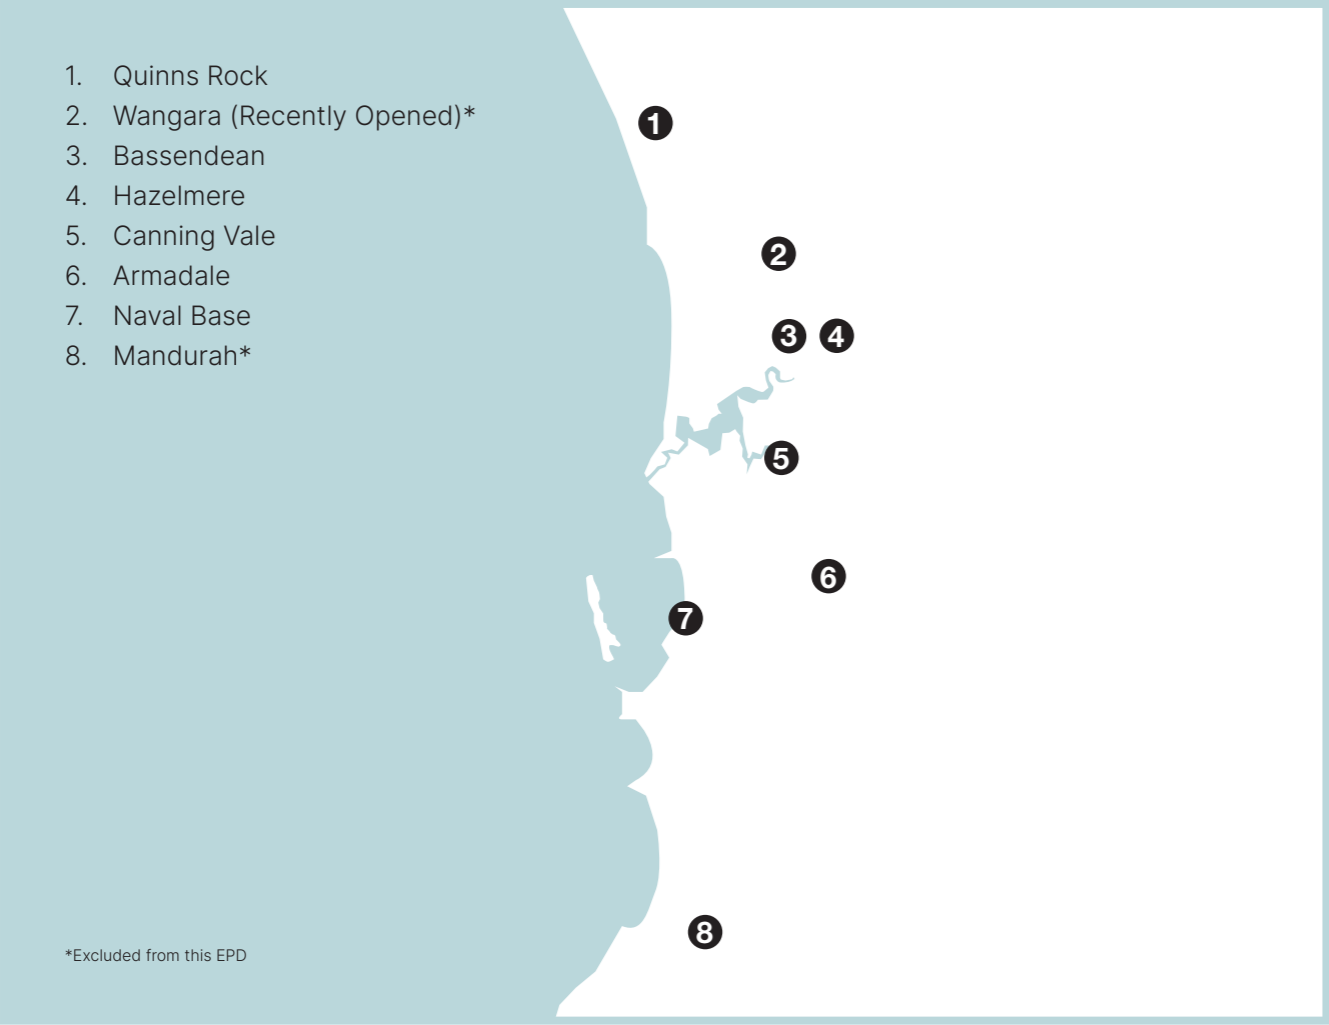 1. Quinns Rock
2. Wangara (Recently Opened)*
3. Bassendean
4. Hazelmere
5. Canning Vale
6. Armadale
7. Naval Base
8. Mandurah*
1
2
3 4
5
6
7
8
*Excluded from this EPD